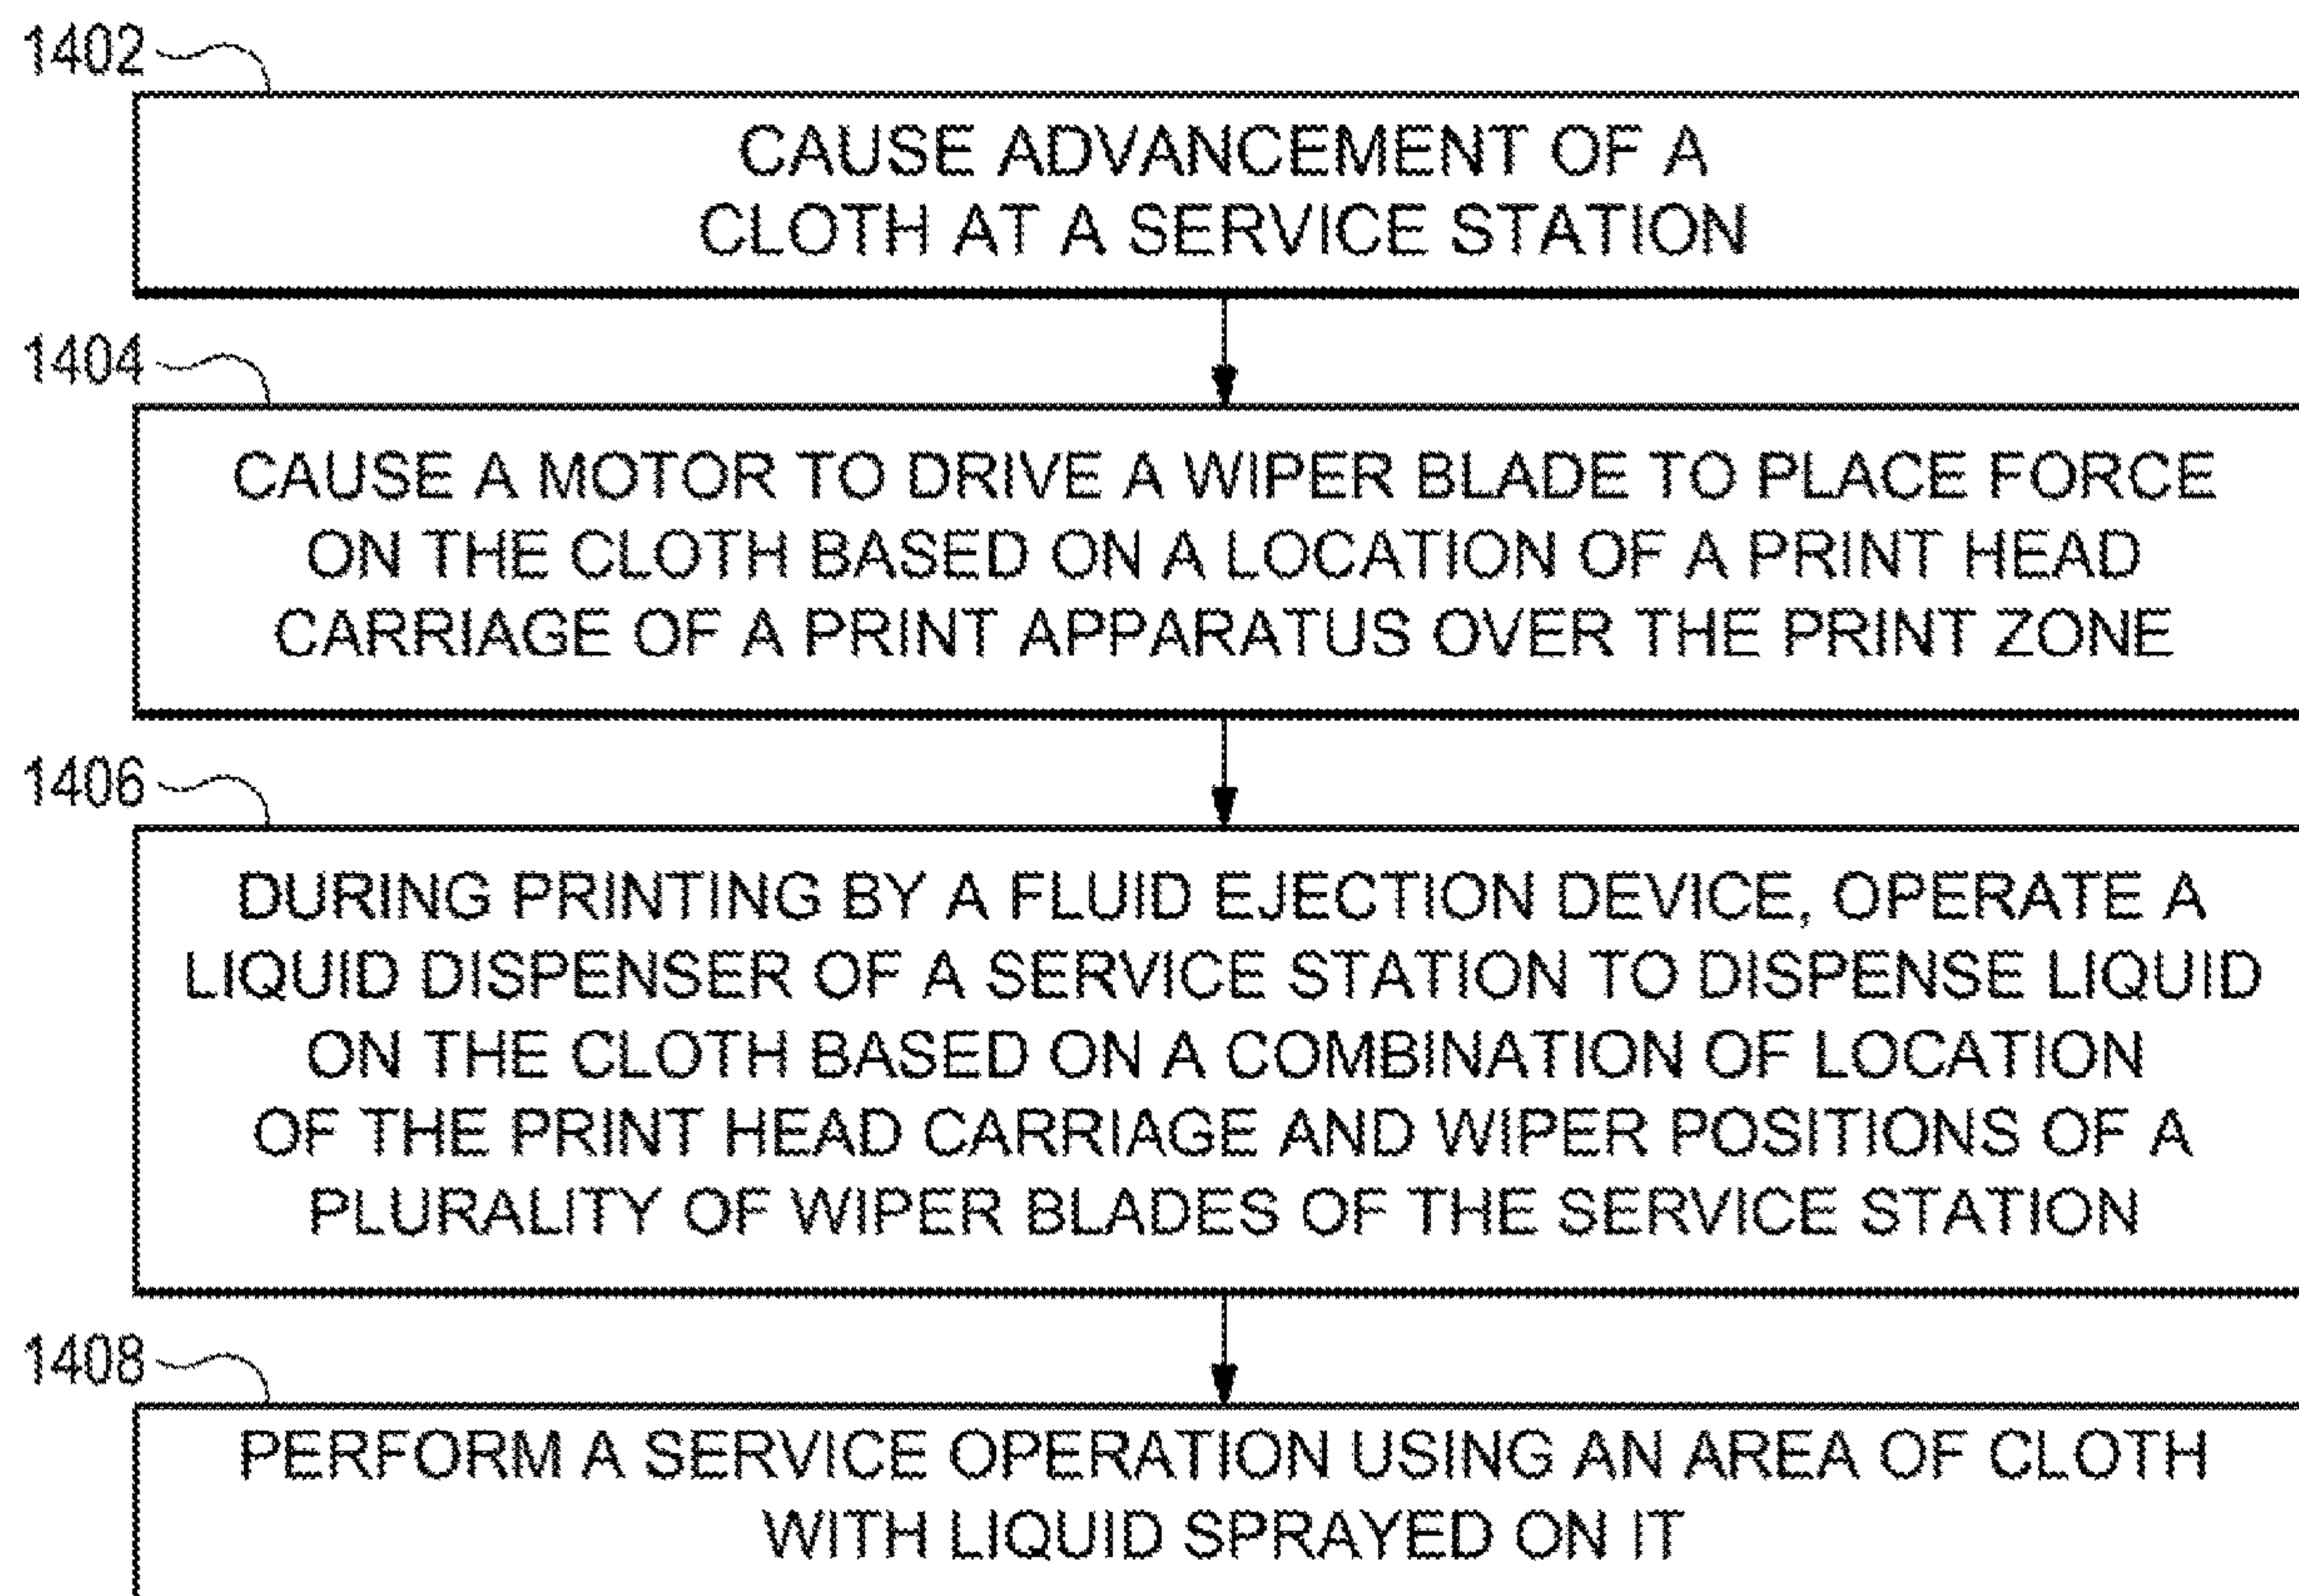 1402
CAUSE ADVANCEMENT OF A
CLOTH AT A SERVICE STATION
1404
CAUSE A MOTOR TO DRIVE A WIPER BLADE TO PLACE FORCE
ON THE CLOTH BASED ON A LOCATION OF A PRINT HEAD
CARRIAGE OF A PRINT APPARATUS OVER THE PRINT ZONE
1406
DURING PRINTING BY A FLUID EJECTION DEVICE, OPERATE A
LIQUID DISPENSER OF A SERVICE STATION TO DISPENSE LIQUID
ON THE CLOTH BASED ON A COMBINATION OF LOCATION
OF THE PRINT HEAD CARRIAGE AND WIPER POSITIONS OF A
PLURALITY OF WIPER BLADES OF THE SERVICE STATION
1408
PERFORM A SERVICE OPERATION USING AN AREA OF CLOTH
WITH LIQUID SPRAYED ON IT